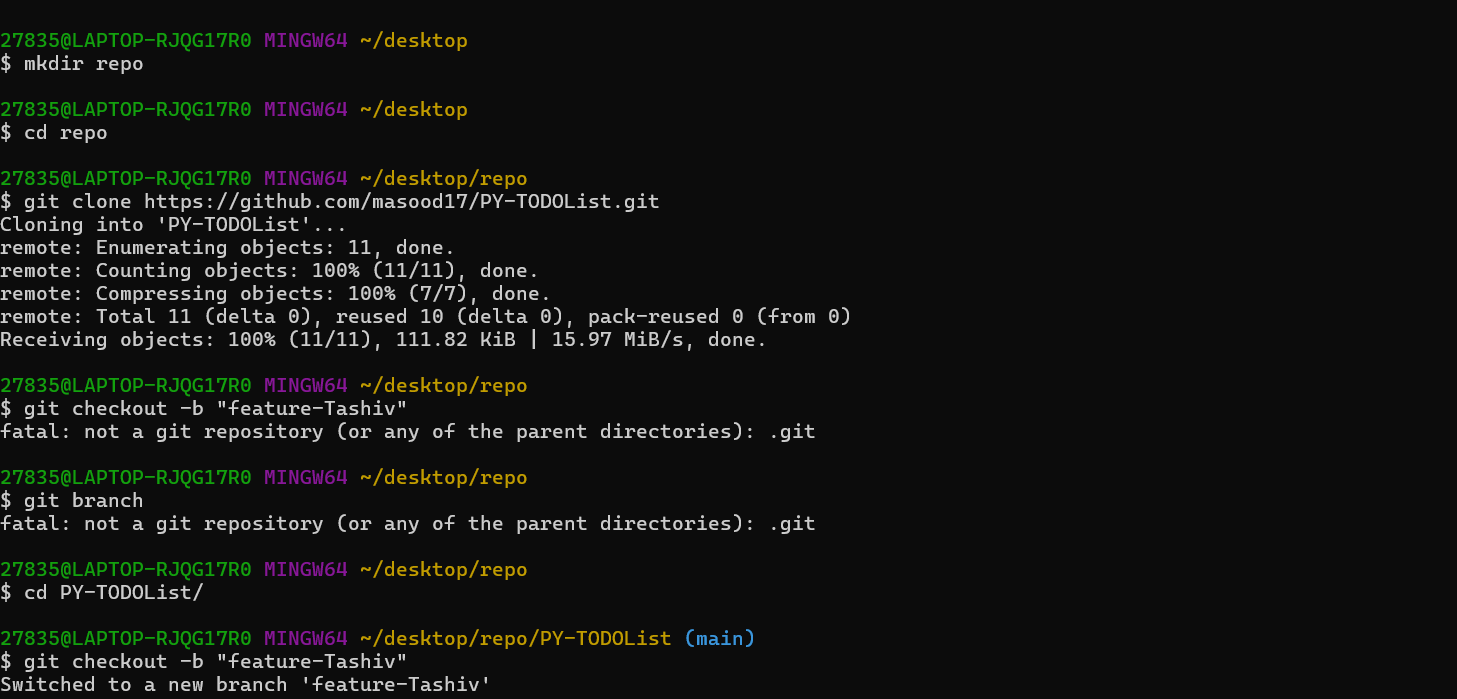 27835@LAPTOP-RJQG17R0 MINGW64 ~/desktop
$ mkdir repo
27835@LAPTOP-RJQG17R0 MINGW64 ~/desktop
$ cd repo
27835@LAPTOP-RJQG17R0 MINGW64 ~/desktop/repo
$ git clone https://github.com/masood17/PY-TODOList.git
Cloning into 'PY-TODOList'...
remote: Enumerating objects: 11, done.
remote: Counting objects: 100% (11/11), done.
remote: Compressing objects: 100% (7/7), done.
remote: Total 11 (delta 0), reused 10 (delta 0), pack-reused 0 (from 0)
Receiving objects: 100% (11/11), 111.82 KiB | 15.97 MiB/s, done.
27835@LAPTOP-RJQG17R0 MINGW64 ~/desktop/repo
$ git checkout -b "feature-Tashiv"
fatal: not a git repository (or any of the parent directories): .git
27835@LAPTOP-RJQG17R0 MINGW64 ~/desktop/repo
$ git branch
fatal: not a git repository (or any of the parent directories): .git
27835@LAPTOP-RJQG17R0 MINGW64 ~/desktop/repo
$ cd PY-TODOList/
27835@LAPTOP-RJQG17R0 MINGW64 ~/desktop/repo/PY-TODOList (main)
$ git checkout -b "feature-Tashiv"
Switched to a new branch 'feature-Tashiv'